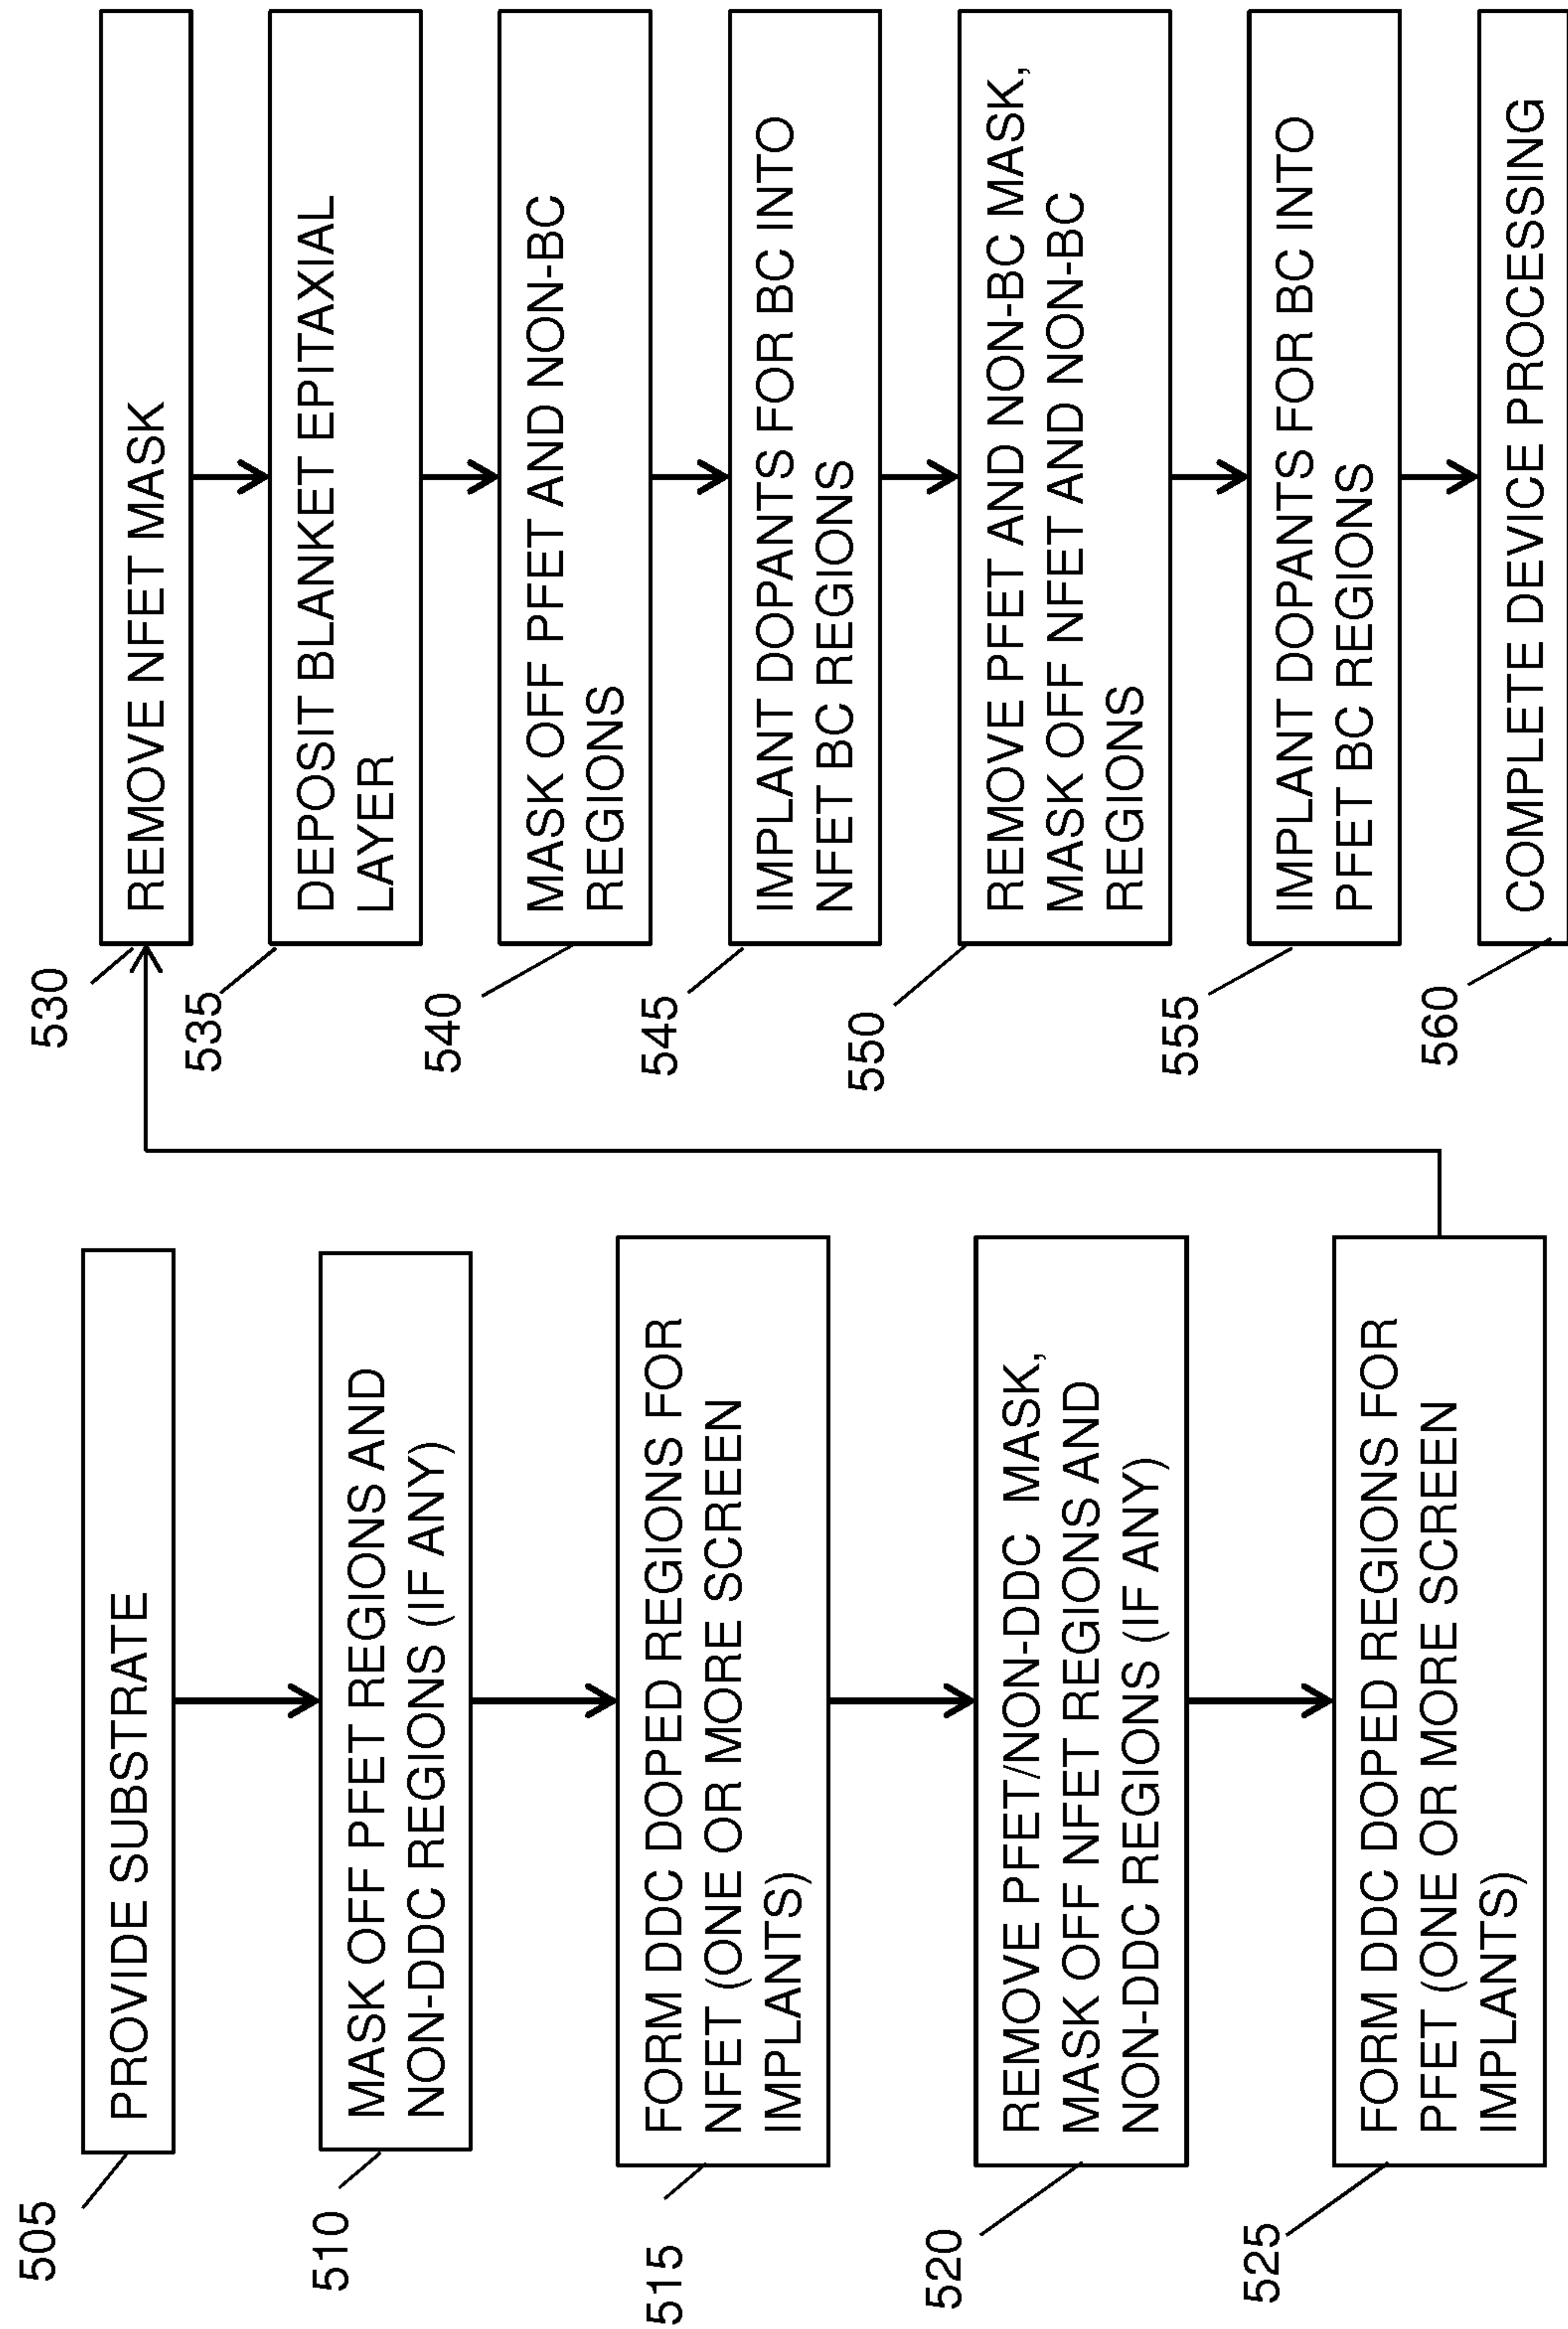 505
PROVIDE SUBSTRATE
510
MASK OFF PFET REGIONS AND
NON-DDC REGIONS (IF ANY)
515
FORM DDC DOPED REGIONS FOR
NFET (ONE OR MORE SCREEN
IMPLANTS)
520
REMOVE PFET/NON-DDC MASK,
MASK OFF NFET REGIONS AND
NON-DDC REGIONS (IF ANY)
525
FORM DDC DOPED REGIONS FOR
PFET (ONE OR MORE SCREEN
IMPLANTS)
530
REMOVE NFET MASK
535
DEPOSIT BLANKET EPITAXIAL
LAYER
540
MASK OFF PFET AND NON-BC
REGIONS
545
IMPLANT DOPANTS FOR BC INTO
NFET BC REGIONS
550
REMOVE PFET AND NON-BC MASK,
MASK OFF NFET AND NON-BC
REGIONS
555
IMPLANT DOPANTS FOR BC INTO
PFET BC REGIONS
560
COMPLETE DEVICE PROCESSING